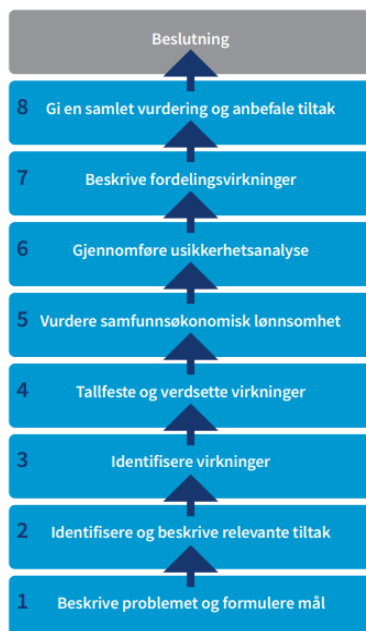 Beslutning
8 Gi en samlet vurdering og anbefale tiltak
7 Beskrive fordelingsvirkninger
6 Gjennomføre usikkerhetsanalyse
5 Vurdere samfunnsøkonomisk lønnsomhet
4 Tallfeste og verdsette virkninger
3 Identifisere virkninger
2 Identifisere og beskrive relevante tiltak
1 Beskrive problemet og formulere mål